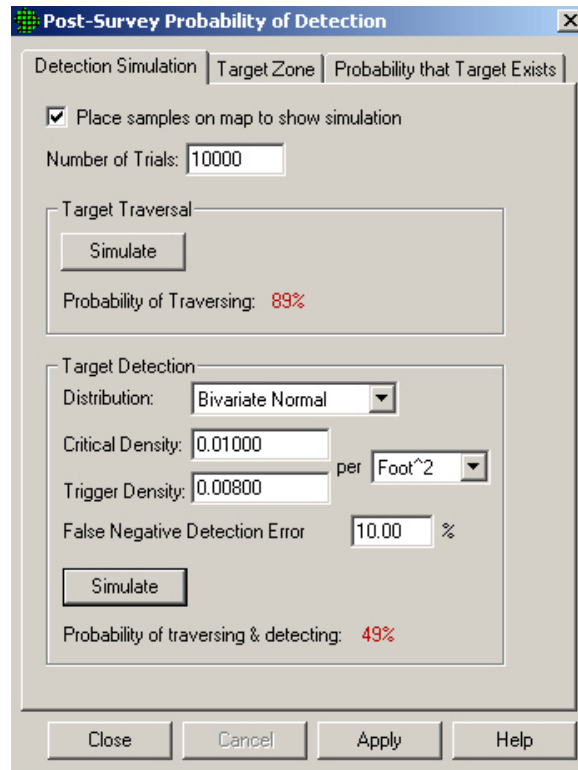 Post-Survey Probability of Detection
Detection Simulation Target Zone Probability that Target Exists
Place samples on map to show simulation
Number of Trials: 10000
Target Traversal
Simulate
Probability of Traversing: 89%
Target Detection
Distribution: Bivariate Normal
Critical Density: 0.01000
per Foot^2
Trigger Density: 0.00800
False Negative Detection Error 10.00 %
Simulate
Probability of traversing & detecting: 49%
Close Cancel Apply Help